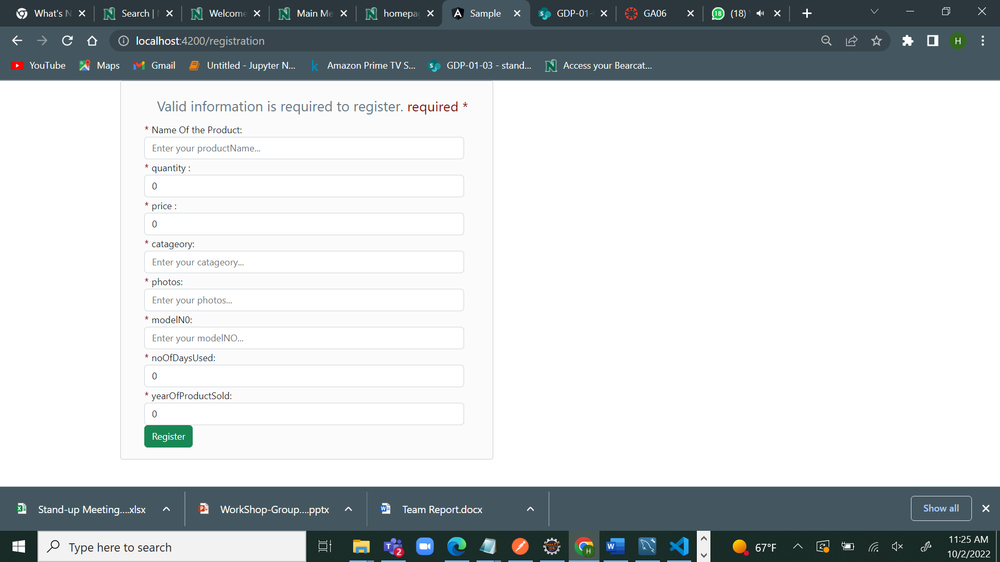 What's N
Search |
Welcome
Main Me
homepag
Sample
GDP-01-
GA06
18 (18)
localhost:4200/registration
H
YouTube
Maps
Gmail
Untitled - Jupyter N...
Amazon Prime TV S...
GDP-01-03 - stand...
Access your Bearcat...
Valid information is required to register. required *
* Name Of the Product:
Enter your productName...
* quantity :
0
* price :
0
* catageory:
Enter your catageory...
* photos:
Enter your photos...
* modelN0:
Enter your modelNO...
* noOfDaysUsed:
0
* yearOfProductSold:
0
Register
Stand-up Meeting....xlsx
WorkShop-Group....pptx
Team Report.docx
Show all
Type here to search
2
67°F
11:25 AM
10/2/2022